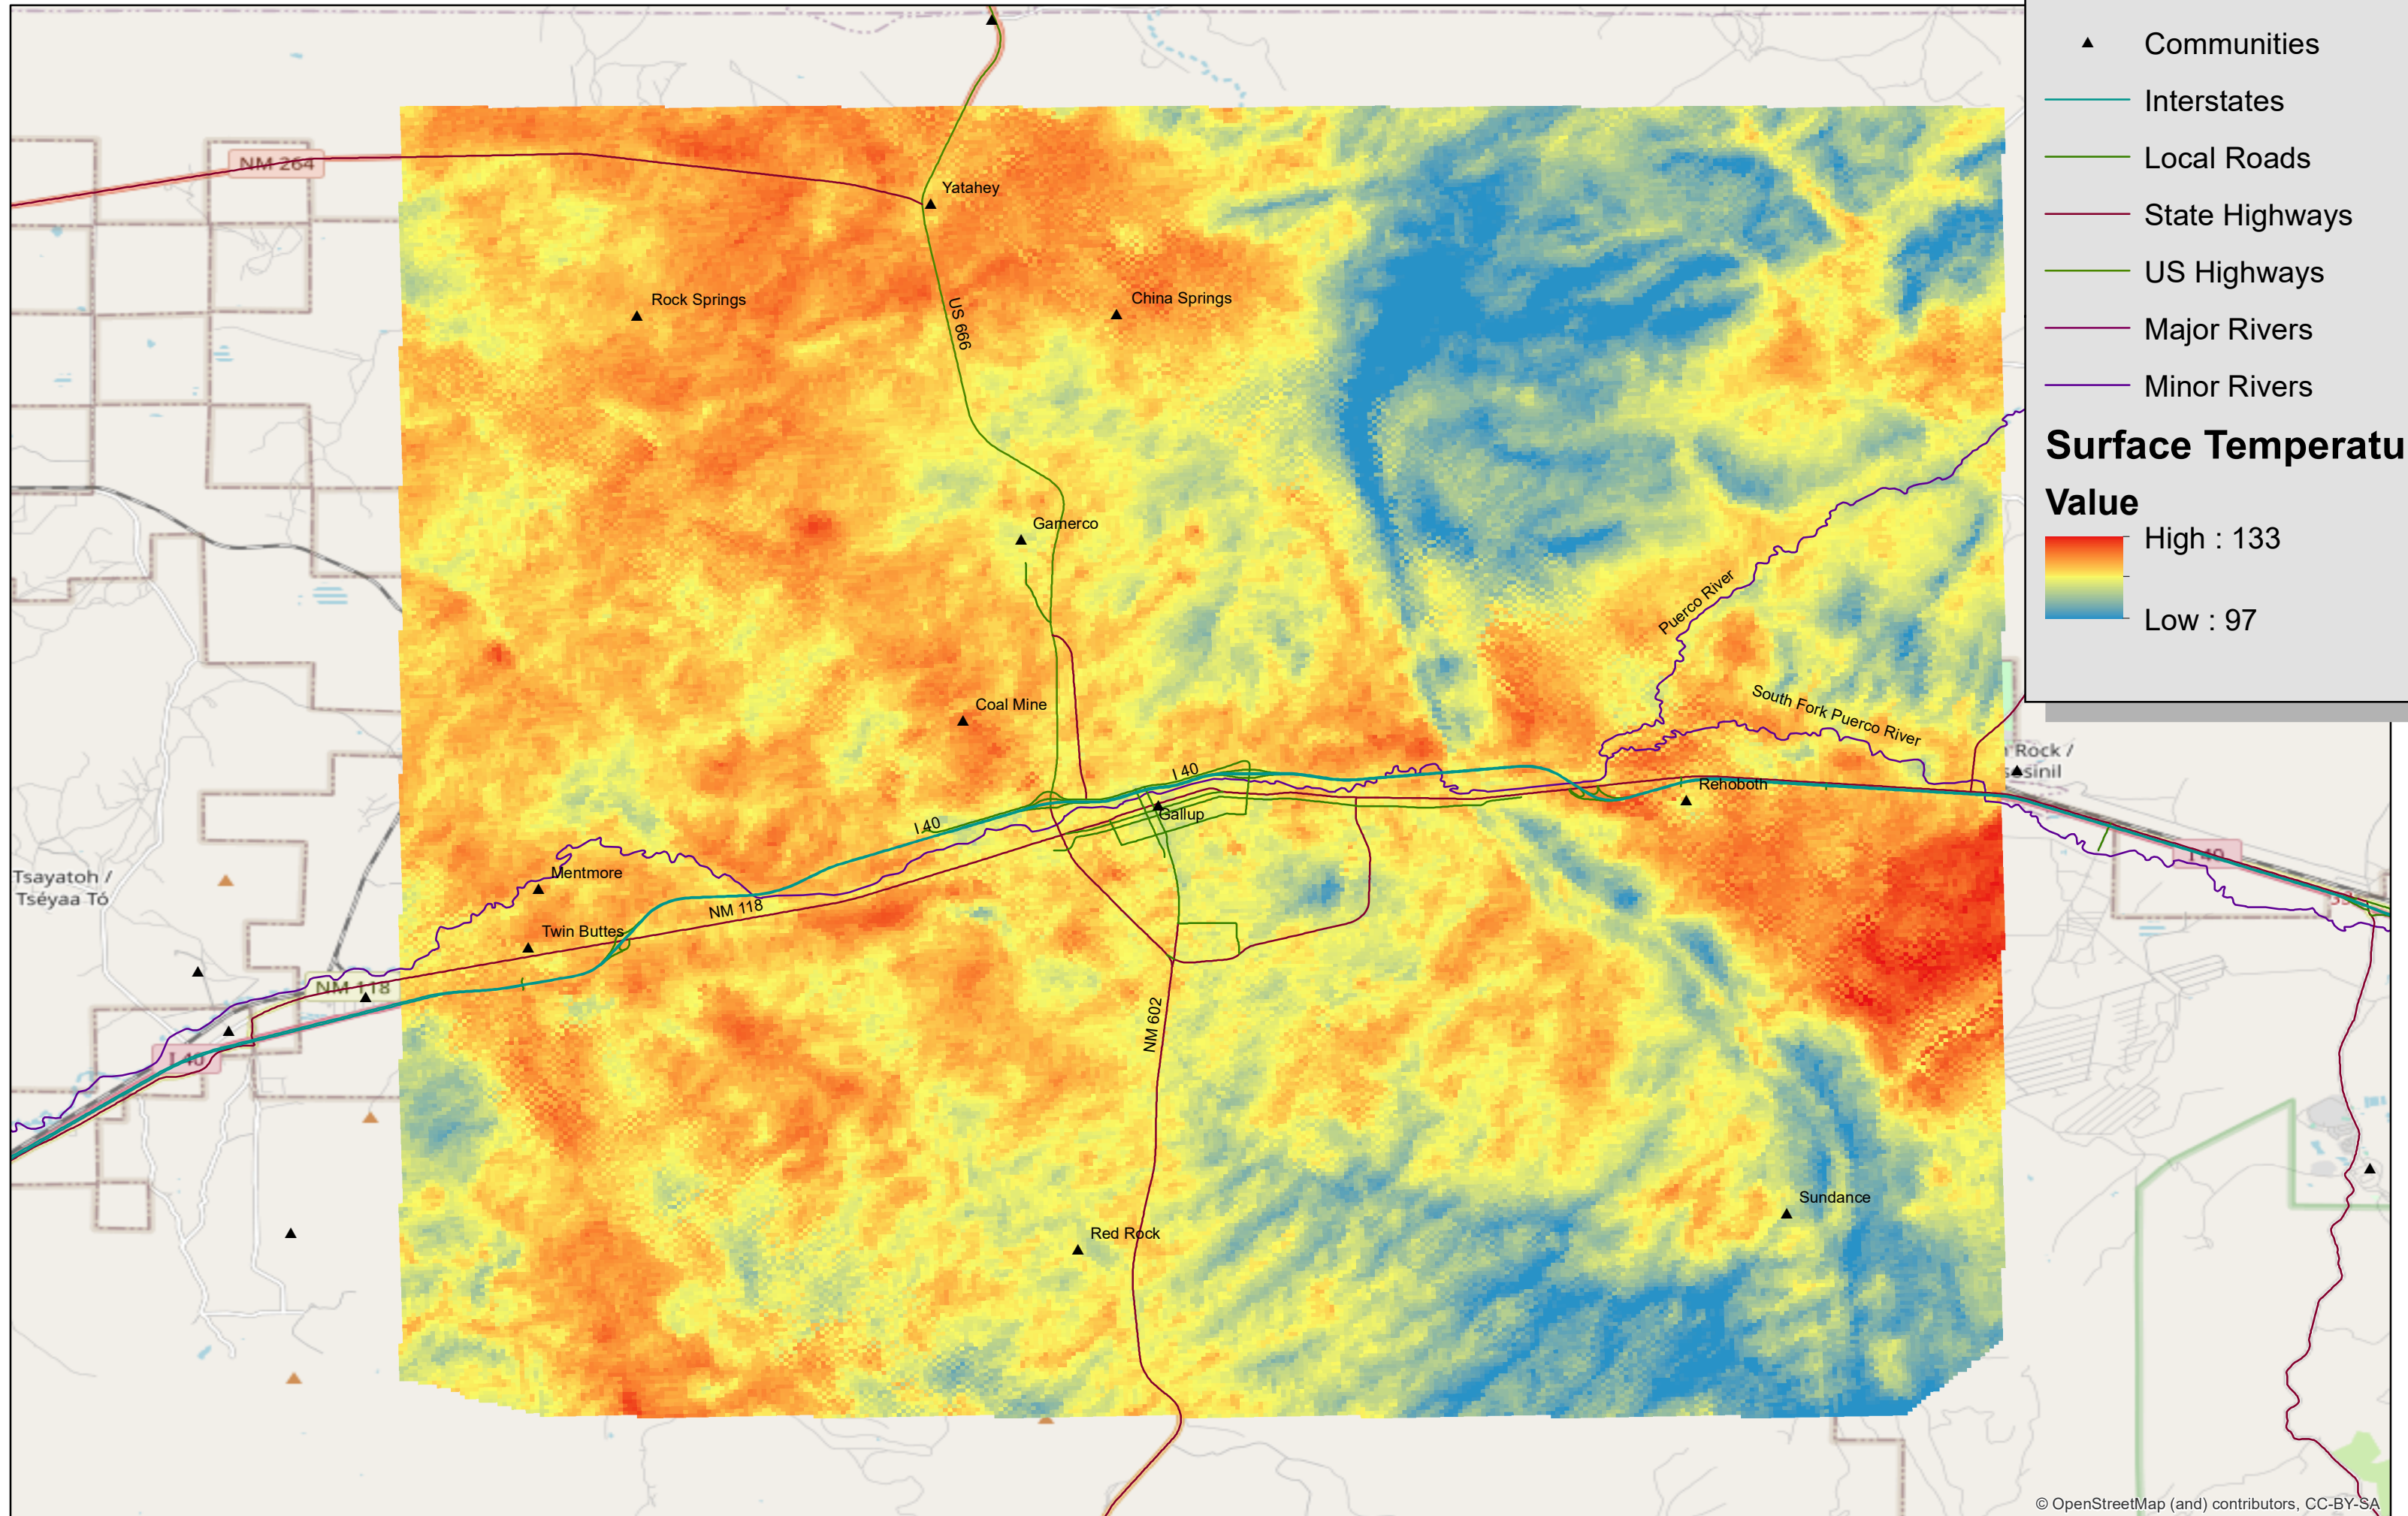 Communities
Interstates
Local Roads
State Highways
US Highways
Major Rivers
Minor Rivers
Surface Temperatu
Value
High : 133
Low : 97
NM 264
Yatahey
Rock Springs
China Springs
US 666
Gamerco
Puerco River
South Fork Puerco River
Coal Mine
Rock /
sinil
I 40
Rehoboth
Gallup
I 40
Mentmore
I 40
Tsayatoh /
Tséyaa Tó
NM 118
Twin Buttes
NM 118
NM 602
I 40
Sundance
Red Rock
© OpenStreetMap (and) contributors, CC-BY-SA